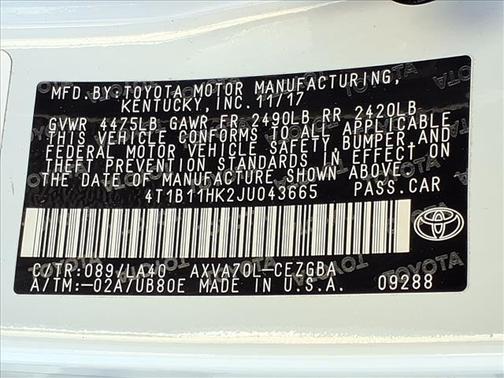 MFD.BY:TOYOTA MOTOR MANUFACTURING,
KENTUCKY,INC.11/17
GVWR 4475LB GAWR FR 2490LB RR 2420LB
THIS VEHICLE CONFORMS TO ALL APPLICABLE
FEDERAL MOTOR VEHICLE SAFETY,BUMPER,AND
THEFT PREVENTION STANDARDS IN EFFECT ON
THE DATE OF MANUFACTURE SHOWN ABOVE.
4T1B11HK2JU043665 PASS.CAR
C/TR:089/LA40 AXVA70L-CEZGBA
A/TM:-02A/UB80E MADE IN U.S.A. 09288
TOYOTA